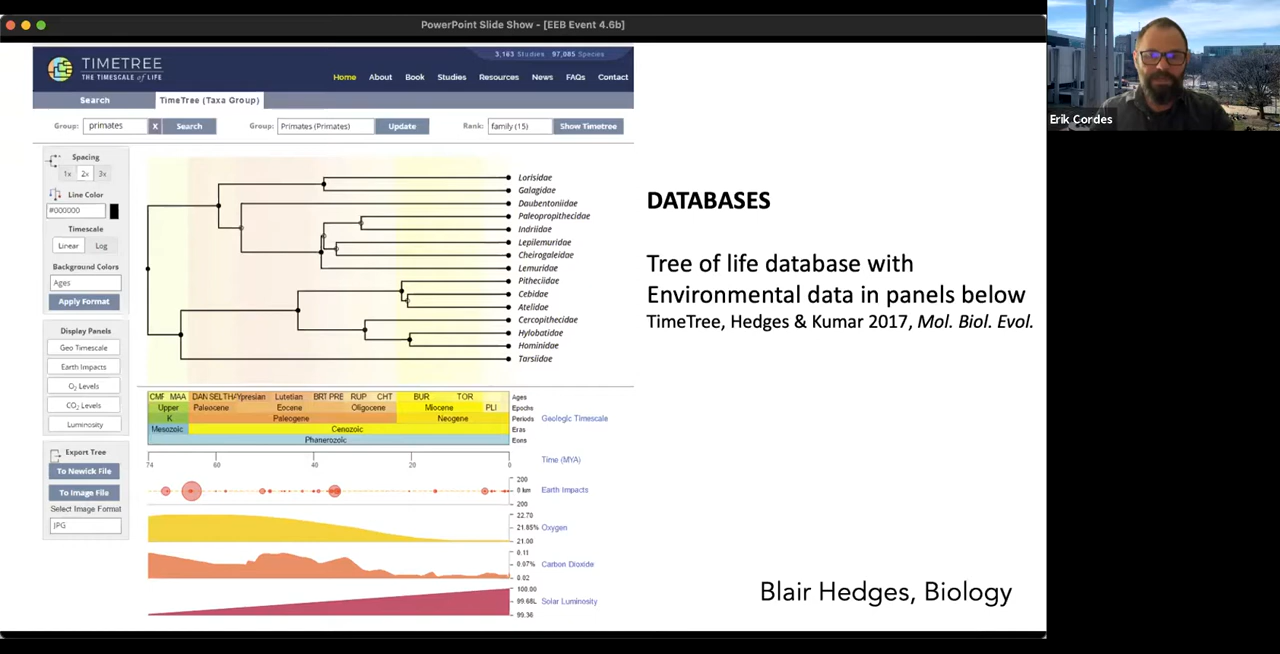 PowerPoint Slide Show - [EEB Event 4.6b]
Erik Cordes
TIMETREE
THE TIMESCALE of LIFE
3,163 Studies 97,085 Species
Home About Book Studies Resources News FAQs Contact
Search TimeTree (Taxa Group)
Group: primates X Search Group: Primates (Primates) Update Rank: family (15) Show Timetree
Spacing
1x 2x 3x
Line Color
#000000
Timescale
Linear Log
Background Colors
Ages
Apply Format
Display Panels
Geo Timescale
Earth Impacts
O2 Levels
CO2 Levels
Luminosity
Export Tree
To Newick File
To Image File
Select Image Format
JPG
Lorisidae
Galagidae
Daubentoniidae
Paleopropithecidae
Indriidae
Lepilemuridae
Cheirogaleidae
Lemuridae
Pitheciidae
Cebidae
Atelidae
Cercopithecidae
Hylobatidae
Hominidae
Tarsiidae
CMF MAA DAN SELTH/Ypresian Lutetian BRT PRE RUP CHT BUR TOR Ages
Upper Paleocene Eocene Oligocene Miocene PLI Epochs
K Paleogene Neogene Periods Geologic Timescale
Mesozoic Cenozoic Eras
Phanerozoic Eons
74 60 40 20 0 Time (MYA)
200
0 km Earth Impacts
200
22.70
21.85% Oxygen
21.00
0.11
0.07% Carbon Dioxide
0.02
100.00
99.68L Solar Luminosity
99.36
DATABASES
Tree of life database with
Environmental data in panels below
TimeTree, Hedges & Kumar 2017, Mol. Biol. Evol.
Blair Hedges, Biology